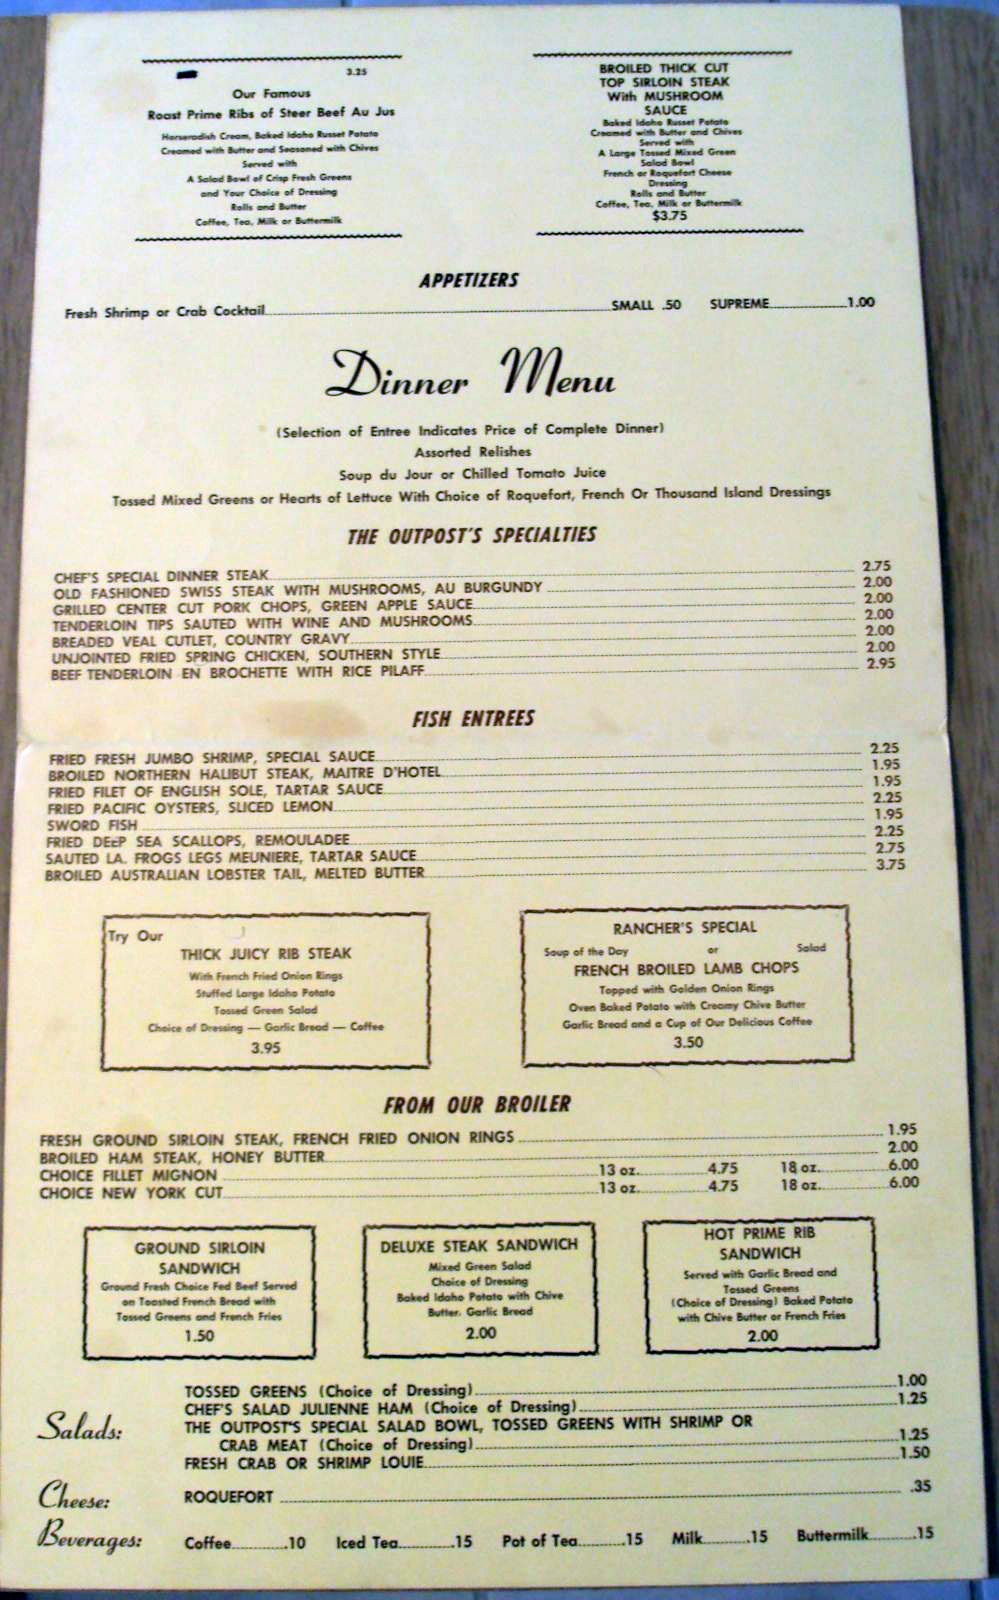 3.25
Our Famous
Roast Prime Ribs of Steer Beef Au Jus
Horseradish Cream, Baked Idaho Russet Potato
Creamed with Butter and Seasoned with Chives
Served with
A Salad Bowl of Crisp Fresh Greens
and Your Choice of Dressing
Rolls and Butter
Coffee, Tea, Milk or Buttermilk
BROILED THICK CUT
TOP SIRLOIN STEAK
With MUSHROOM
SAUCE
Baked Idaho Russet Potato
Creamed with Butter and Chives
Served with
A Large Tossed Mixed Green
Salad Bowl
French or Roquefort Cheese
Dressing
Rolls and Butter
Coffee, Tea, Milk or Buttermilk
$3.75
APPETIZERS
Fresh Shrimp or Crab Cocktail SMALL .50 SUPREME 1.00
Dinner Menu
(Selection of Entree Indicates Price of Complete Dinner)
Assorted Relishes
Soup du Jour or Chilled Tomato Juice
Tossed Mixed Greens or Hearts of Lettuce With Choice of Roquefort, French Or Thousand Island Dressings
THE OUTPOST'S SPECIALTIES
CHEF'S SPECIAL DINNER STEAK 2.75
OLD FASHIONED SWISS STEAK WITH MUSHROOMS, AU BURGUNDY 2.00
GRILLED CENTER CUT PORK CHOPS, GREEN APPLE SAUCE 2.00
TENDERLOIN TIPS SAUTED WITH WINE AND MUSHROOMS 2.00
BREADED VEAL CUTLET, COUNTRY GRAVY 2.00
UNJOINTED FRIED SPRING CHICKEN, SOUTHERN STYLE 2.00
BEEF TENDERLOIN EN BROCHETTE WITH RICE PILAFF 2.95
FISH ENTREES
FRIED FRESH JUMBO SHRIMP, SPECIAL SAUCE 2.25
BROILED NORTHERN HALIBUT STEAK, MAITRE D'HOTEL 1.95
FRIED FILET OF ENGLISH SOLE, TARTAR SAUCE 1.95
FRIED PACIFIC OYSTERS, SLICED LEMON 2.25
SWORD FISH 1.95
FRIED DEEP SEA SCALLOPS, REMOULADEE 2.25
SAUTED LA. FROGS LEGS MEUNIERE, TARTAR SAUCE 2.75
BROILED AUSTRALIAN LOBSTER TAIL, MELTED BUTTER 3.75
Try Our
THICK JUICY RIB STEAK
With French Fried Onion Rings
Stuffed Large Idaho Potato
Tossed Green Salad
Choice of Dressing — Garlic Bread — Coffee
3.95
RANCHER'S SPECIAL
Soup of the Day or Salad
FRENCH BROILED LAMB CHOPS
Topped with Golden Onion Rings
Oven Baked Potato with Creamy Chive Butter
Garlic Bread and a Cup of Our Delicious Coffee
3.50
FROM OUR BROILER
FRESH GROUND SIRLOIN STEAK, FRENCH FRIED ONION RINGS 1.95
BROILED HAM STEAK, HONEY BUTTER 2.00
CHOICE FILLET MIGNON 13 oz. 4.75 18 oz. 6.00
CHOICE NEW YORK CUT 13 oz. 4.75 18 oz. 6.00
GROUND SIRLOIN
SANDWICH
Ground Fresh Choice Fed Beef Served
on Toasted French Bread with
Tossed Greens and French Fries
1.50
DELUXE STEAK SANDWICH
Mixed Green Salad
Choice of Dressing
Baked Idaho Potato with Chive
Butter. Garlic Bread
2.00
HOT PRIME RIB
SANDWICH
Served with Garlic Bread and
Tossed Greens
(Choice of Dressing) Baked Potato
with Chive Butter or French Fries
2.00
Salads:
TOSSED GREENS (Choice of Dressing) 1.00
CHEF'S SALAD JULIENNE HAM (Choice of Dressing) 1.25
THE OUTPOST'S SPECIAL SALAD BOWL, TOSSED GREENS WITH SHRIMP OR
CRAB MEAT (Choice of Dressing) 1.25
FRESH CRAB OR SHRIMP LOUIE 1.50
Cheese: ROQUEFORT .35
Beverages: Coffee .10 Iced Tea .15 Pot of Tea .15 Milk .15 Buttermilk .15